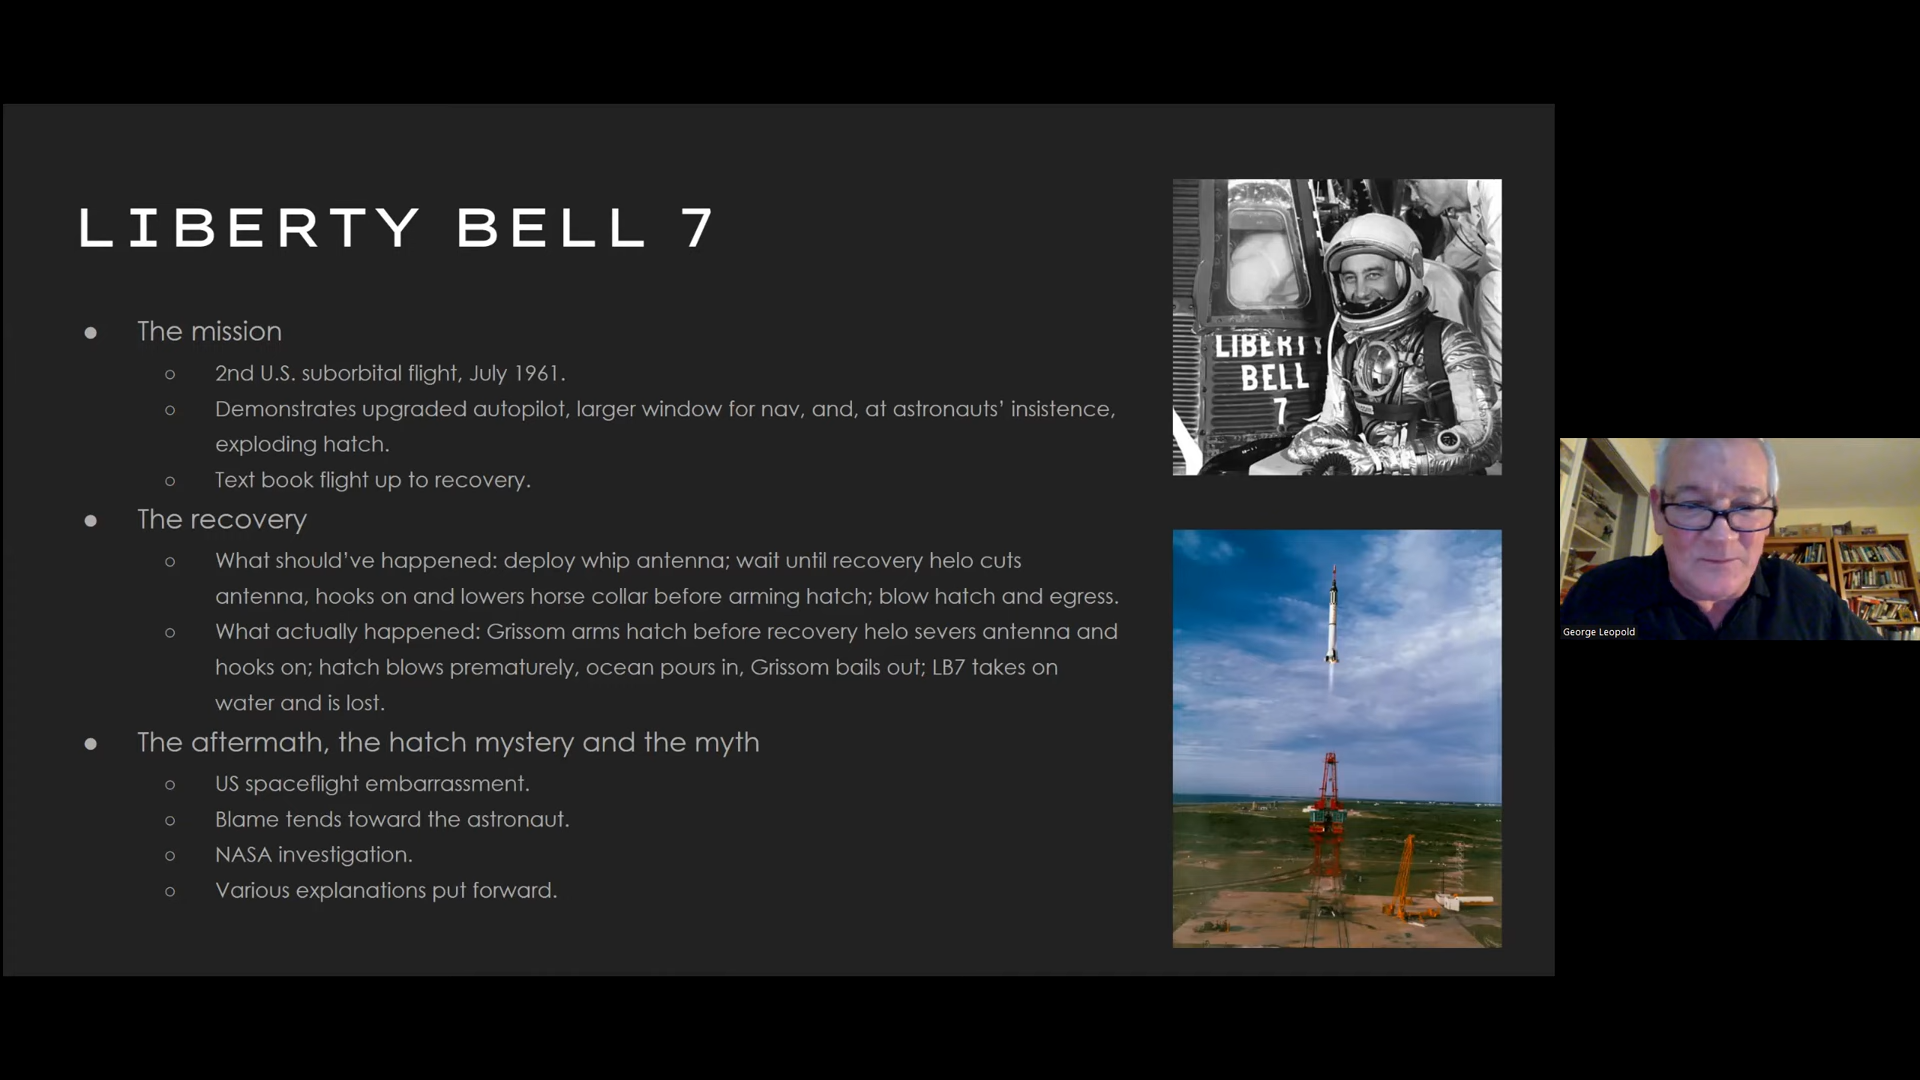 LIBERTY BELL 7
● The mission
○ 2nd U.S. suborbital flight, July 1961.
○ Demonstrates upgraded autopilot, larger window for nav, and, at astronauts’ insistence,
exploding hatch.
○ Text book flight up to recovery.
● The recovery
○ What should’ve happened: deploy whip antenna; wait until recovery helo cuts
antenna, hooks on and lowers horse collar before arming hatch; blow hatch and egress.
○ What actually happened: Grissom arms hatch before recovery helo severs antenna and
hooks on; hatch blows prematurely, ocean pours in, Grissom bails out; LB7 takes on
water and is lost.
● The aftermath, the hatch mystery and the myth
○ US spaceflight embarrassment.
○ Blame tends toward the astronaut.
○ NASA investigation.
○ Various explanations put forward.
LIBERTY
BELL
7
George Leopold